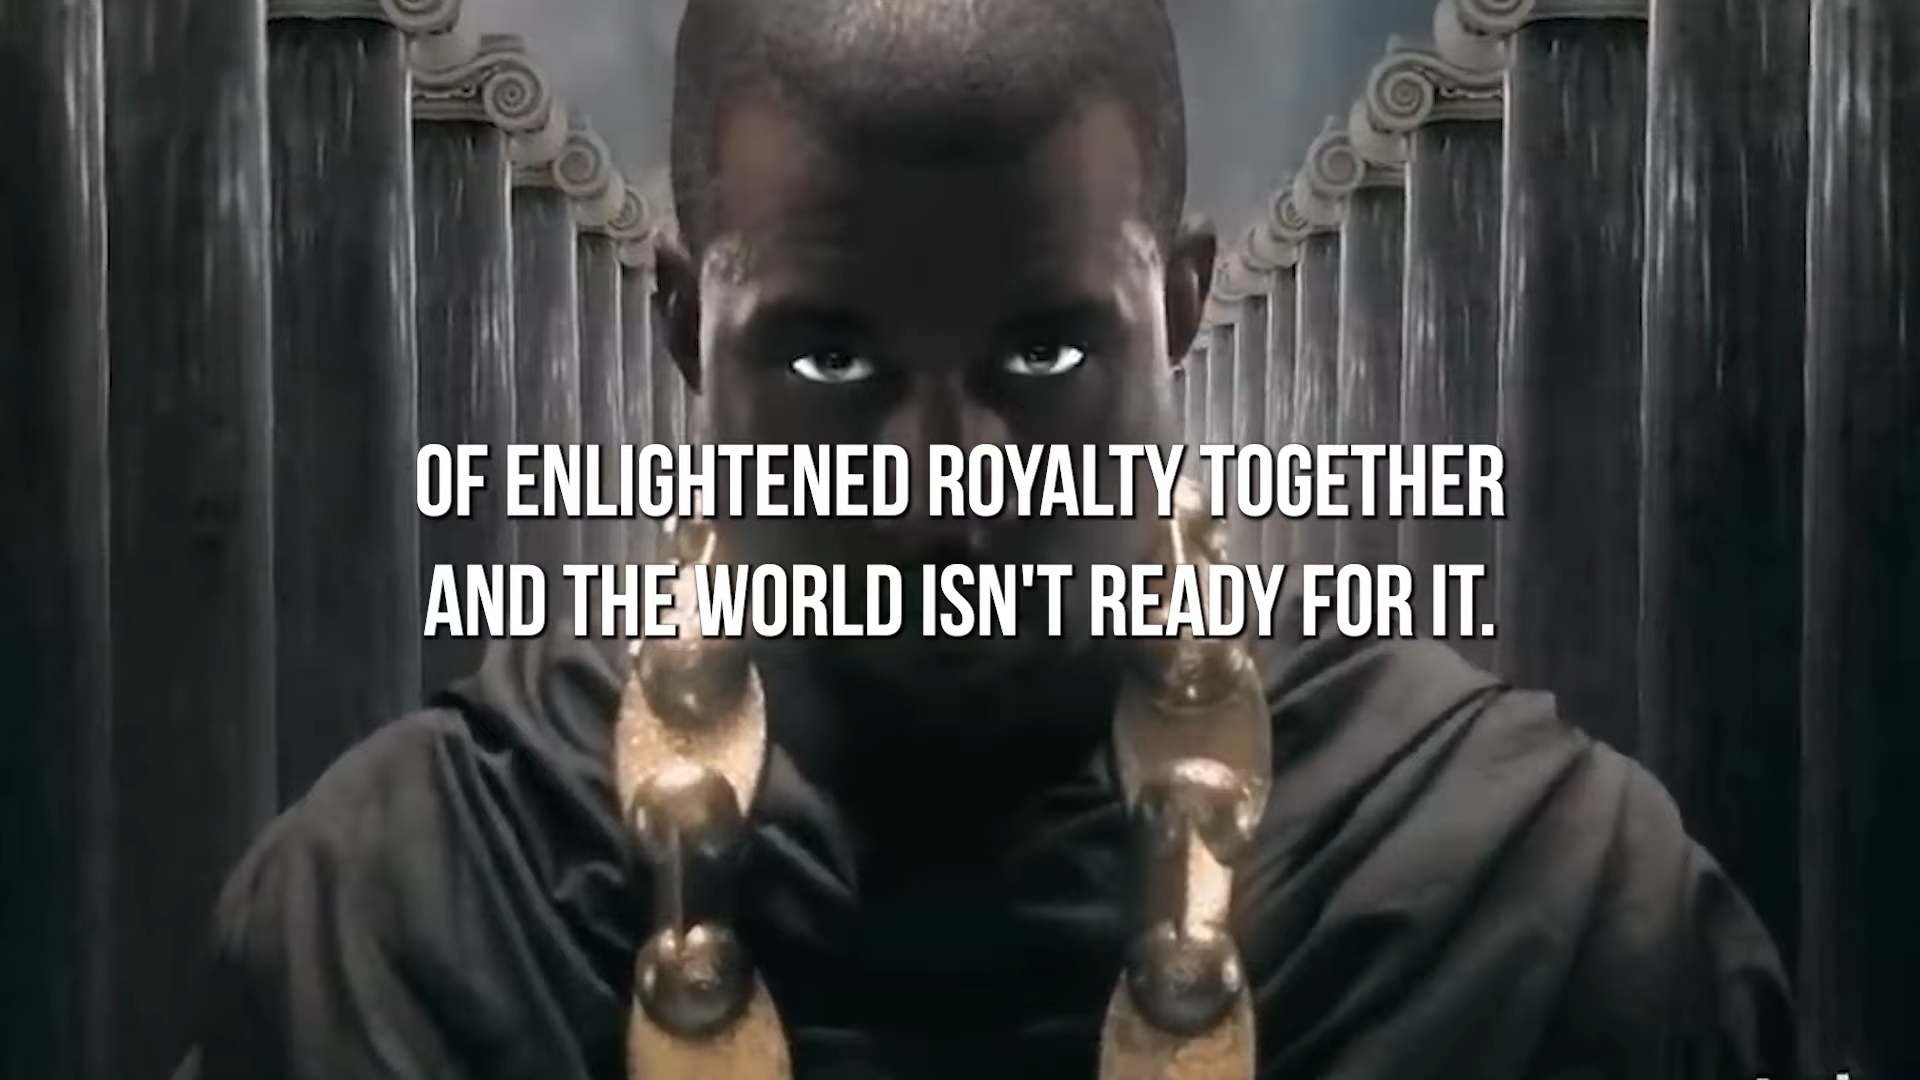 OF ENLIGHTENED ROYALTY TOGETHER
AND THE WORLD ISN'T READY FOR IT.